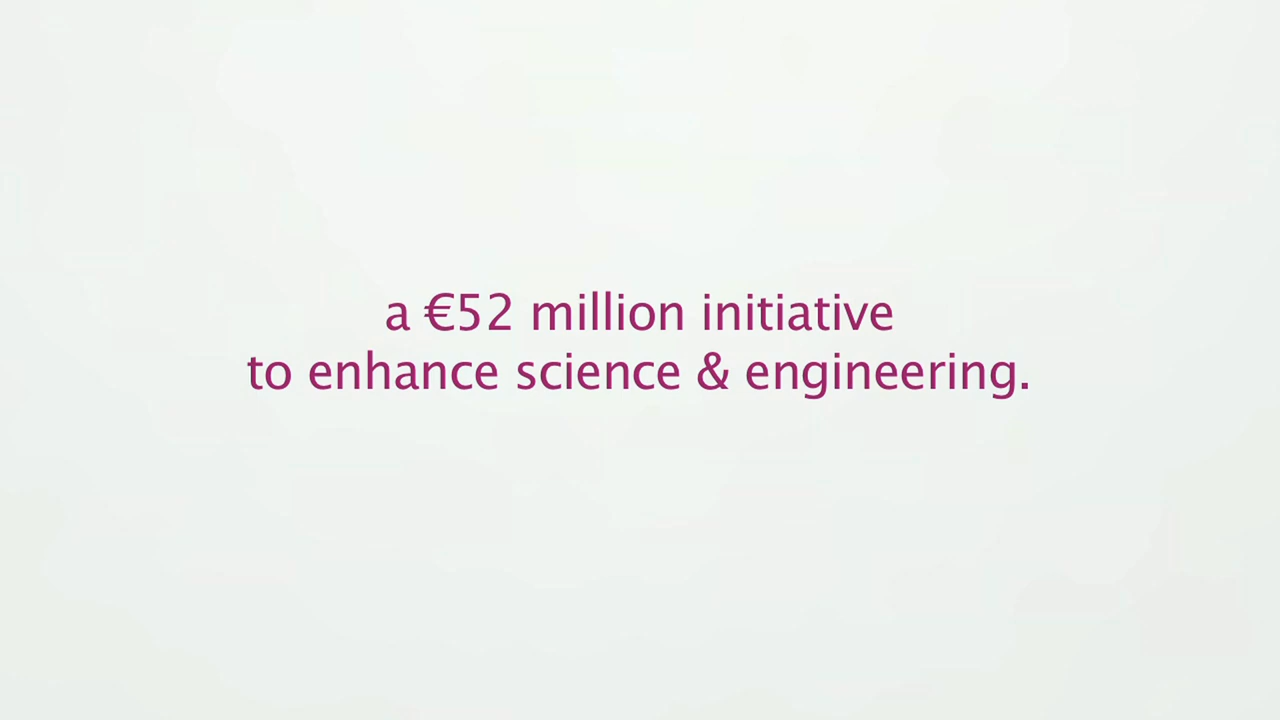 a €52 million initiative
to enhance science & engineering.